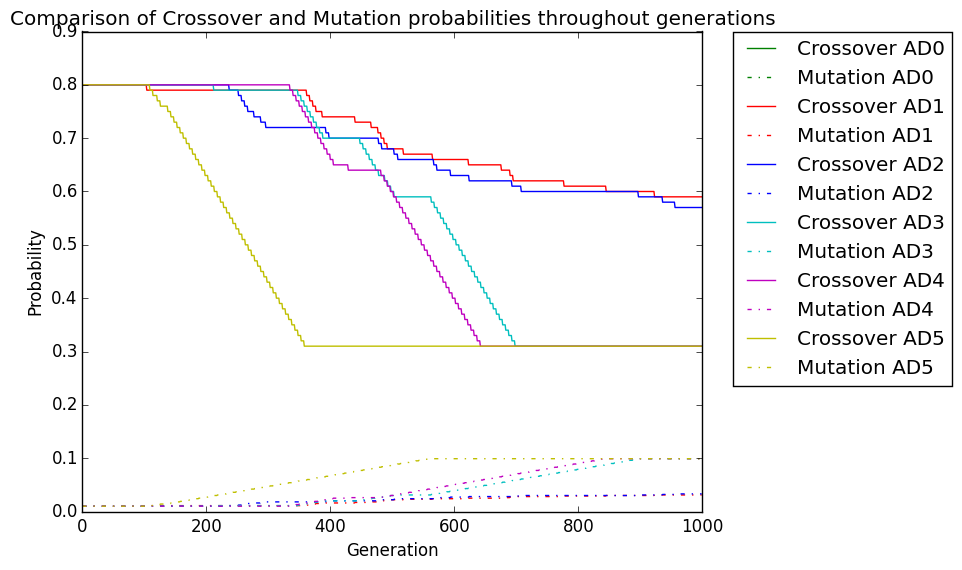 Comparison of Crossover and Mutation probabilities throughout generations
0.9
0.8
0.7
0.6
0.5
0.4
0.3
0.2
0.1
0.0
Probability
0 200 400 600 800 1000
Generation
Crossover AD0
Mutation AD0
Crossover AD1
Mutation AD1
Crossover AD2
Mutation AD2
Crossover AD3
Mutation AD3
Crossover AD4
Mutation AD4
Crossover AD5
Mutation AD5